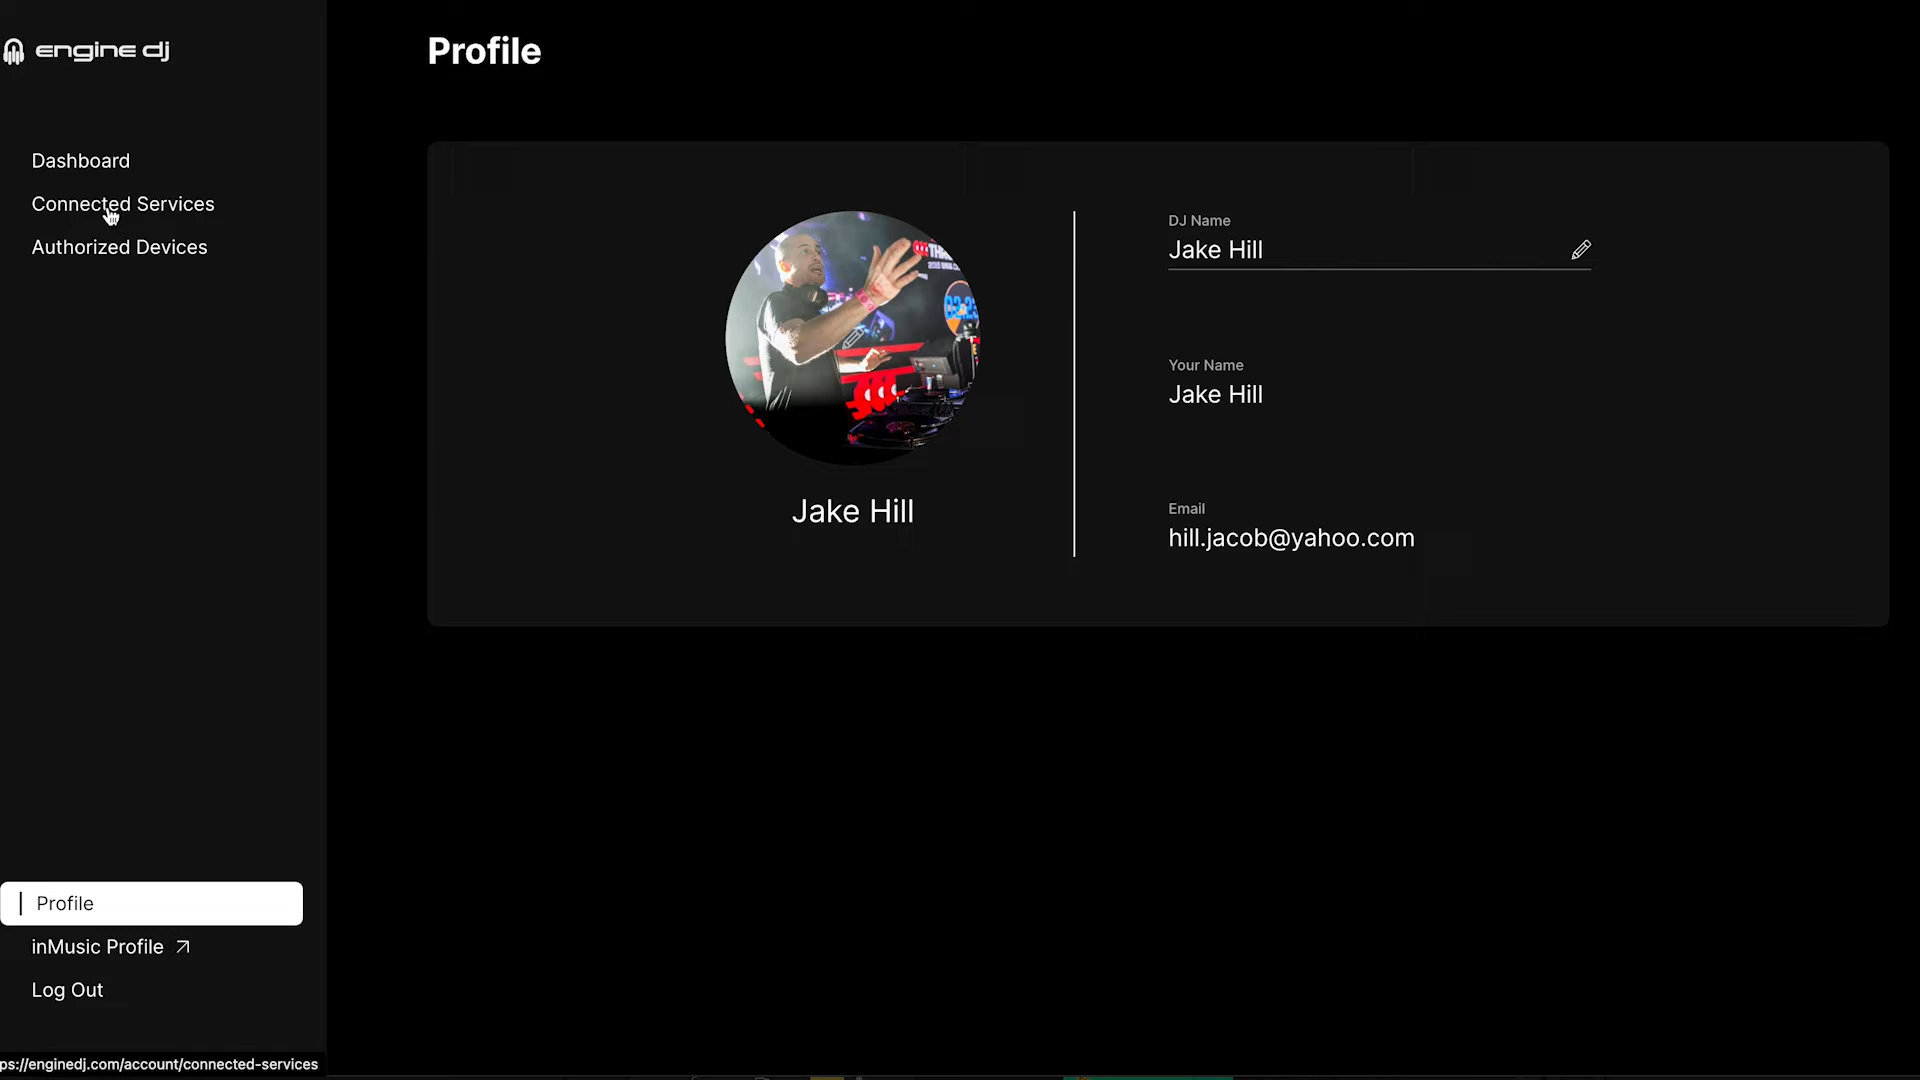 engine dj
Profile
Dashboard
Connected Services
Authorized Devices
DJ Name
Jake Hill
Your Name
Jake Hill
Email
hill.jacob@yahoo.com
Jake Hill
Profile
inMusic Profile
Log Out
ps://enginedj.com/account/connected-services